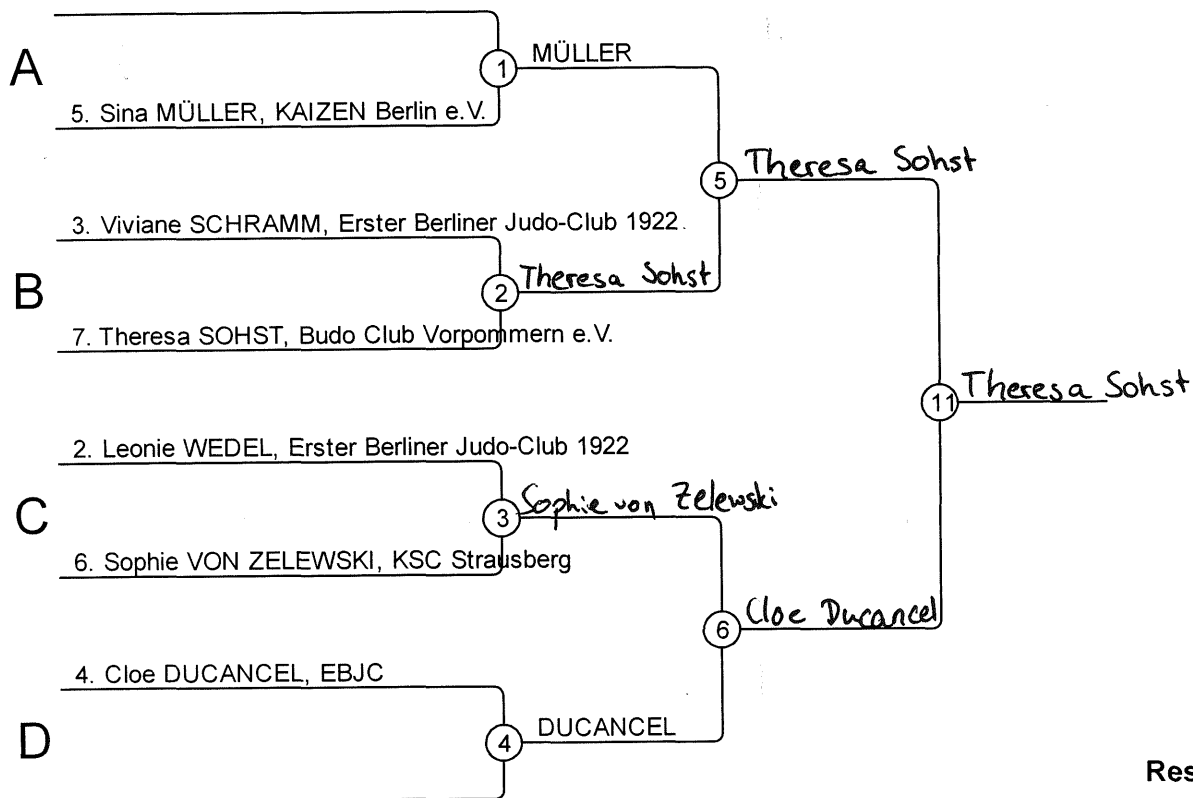 A
1
MÜLLER
5. Sina MÜLLER, KAIZEN Berlin e.V.
5
Theresa Sohst
3. Viviane SCHRAMM, Erster Berliner Judo-Club 1922
B
2
Theresa Sohst
7. Theresa SOHST, Budo Club Vorpommern e.V.
11
Theresa Sohst
2. Leonie WEDEL, Erster Berliner Judo-Club 1922
C
3
Sophie von Zelewski
6. Sophie VON ZELEWSKI, KSC Strausberg
6
Cloe Ducancel
4. Cloe DUCANCEL, EBJC
D
4
DUCANCEL
Res